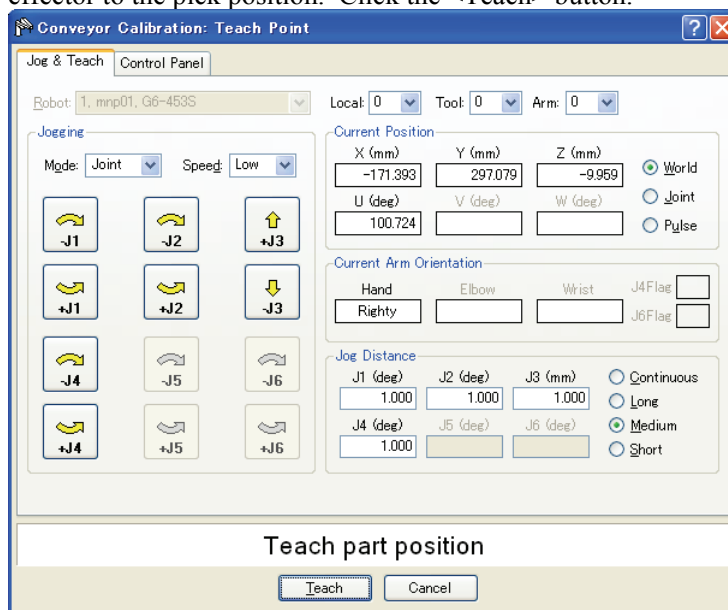 effector to the pick position. Click the <Teach> button.
Conveyor Calibration: Teach Point
Jog & Teach Control Panel
Robot: 1, mnp01, G6-453S Local: 0 Tool: 0 Arm: 0
Jogging
Mode: Joint Speed: Low
-J1 -J2 +J3
+J1 +J2 -J3
-J4 -J5 -J6
+J4 +J5 +J6
Current Position
X (mm) Y (mm) Z (mm)
-171.393 297.079 -9.959
U (deg) V (deg) W (deg)
100.724
World
Joint
Pulse
Current Arm Orientation
Hand Elbow Wrist J4Flag
Righty J6Flag
Jog Distance
J1 (deg) J2 (deg) J3 (mm)
1.000 1.000 1.000
J4 (deg) J5 (deg) J6 (deg)
1.000
Continuous
Long
Medium
Short
Teach part position
Teach Cancel